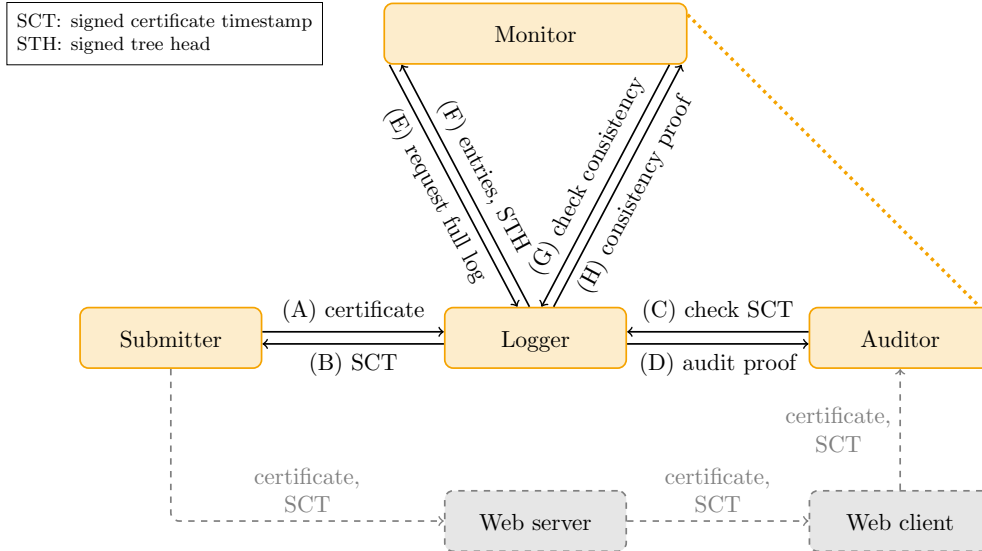 SCT: signed certificate timestamp
STH: signed tree head
Monitor
(E) request full log
(F) entries, STH
(G) check consistency
(H) consistency proof
Submitter
(A) certificate
(B) SCT
Logger
(C) check SCT
(D) audit proof
Auditor
certificate,
SCT
certificate,
SCT
certificate,
SCT
Web server
Web client